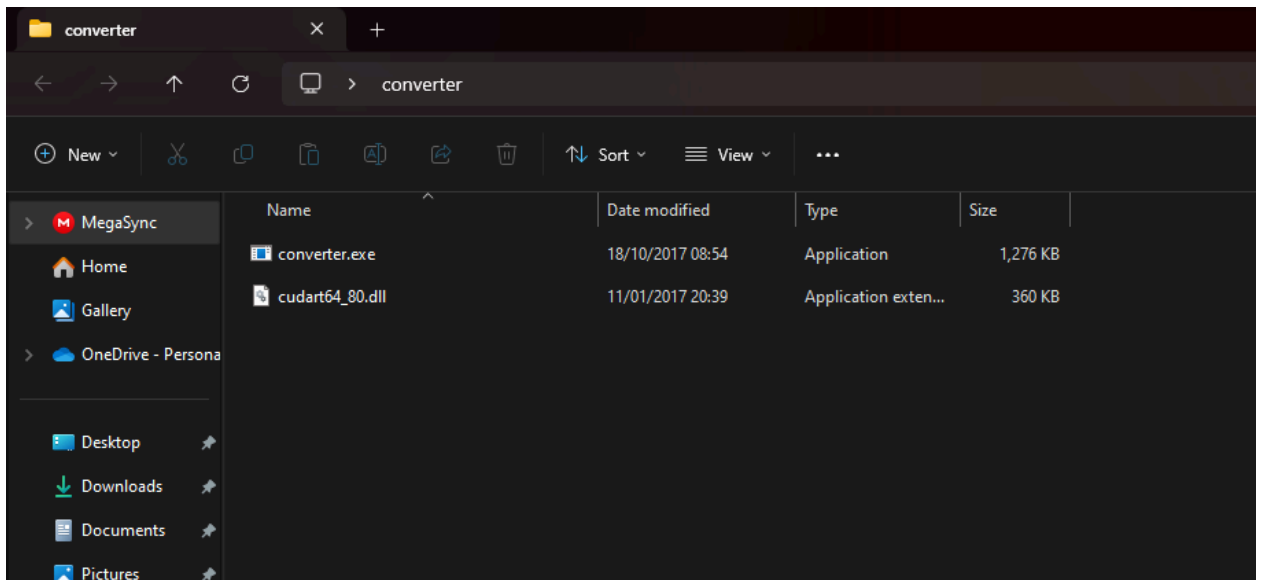 converter
converter
New
Sort
View
Name Date modified Type Size
MegaSync
converter.exe 18/10/2017 08:54 Application 1,276 KB
Home
cudart64_80.dll 11/01/2017 20:39 Application exten... 360 KB
Gallery
OneDrive - Persona
Desktop
Downloads
Documents
Pictures